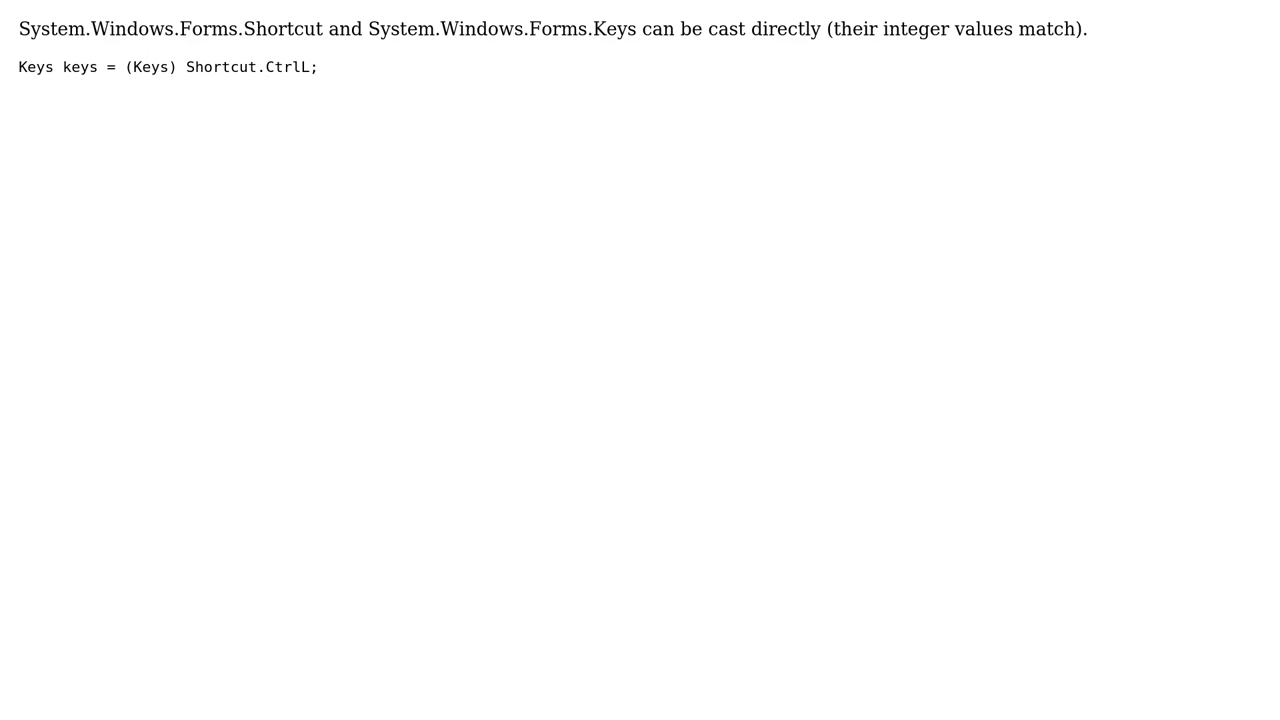 System.Windows.Forms.Shortcut and System.Windows.Forms.Keys can be cast directly (their integer values match).
Keys keys = (Keys) Shortcut.CtrlL;